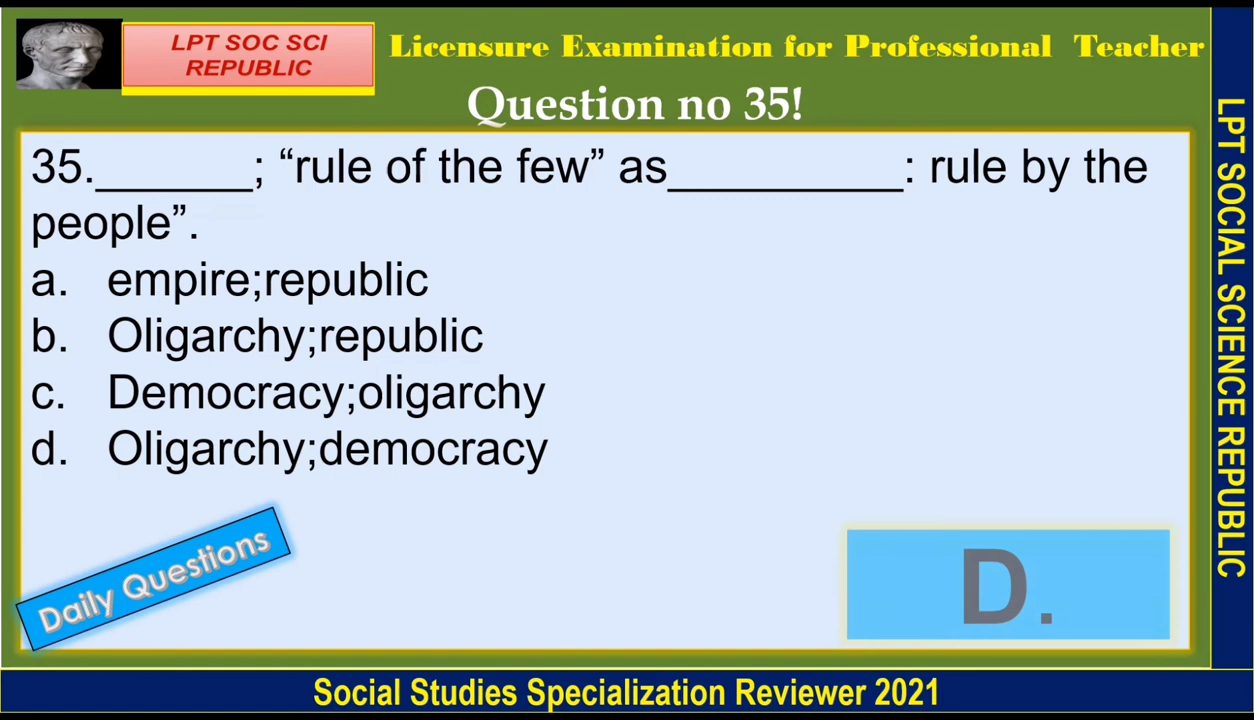 LPT SOC SCI
REPUBLIC
Licensure Examination for Professional Teacher
Question no 35!
35.______; “rule of the few” as_________: rule by the
people”.
a. empire;republic
b. Oligarchy;republic
c. Democracy;oligarchy
d. Oligarchy;democracy
Daily Questions
D.
LPT SOCIAL SCIENCE REPUBLIC
Social Studies Specialization Reviewer 2021